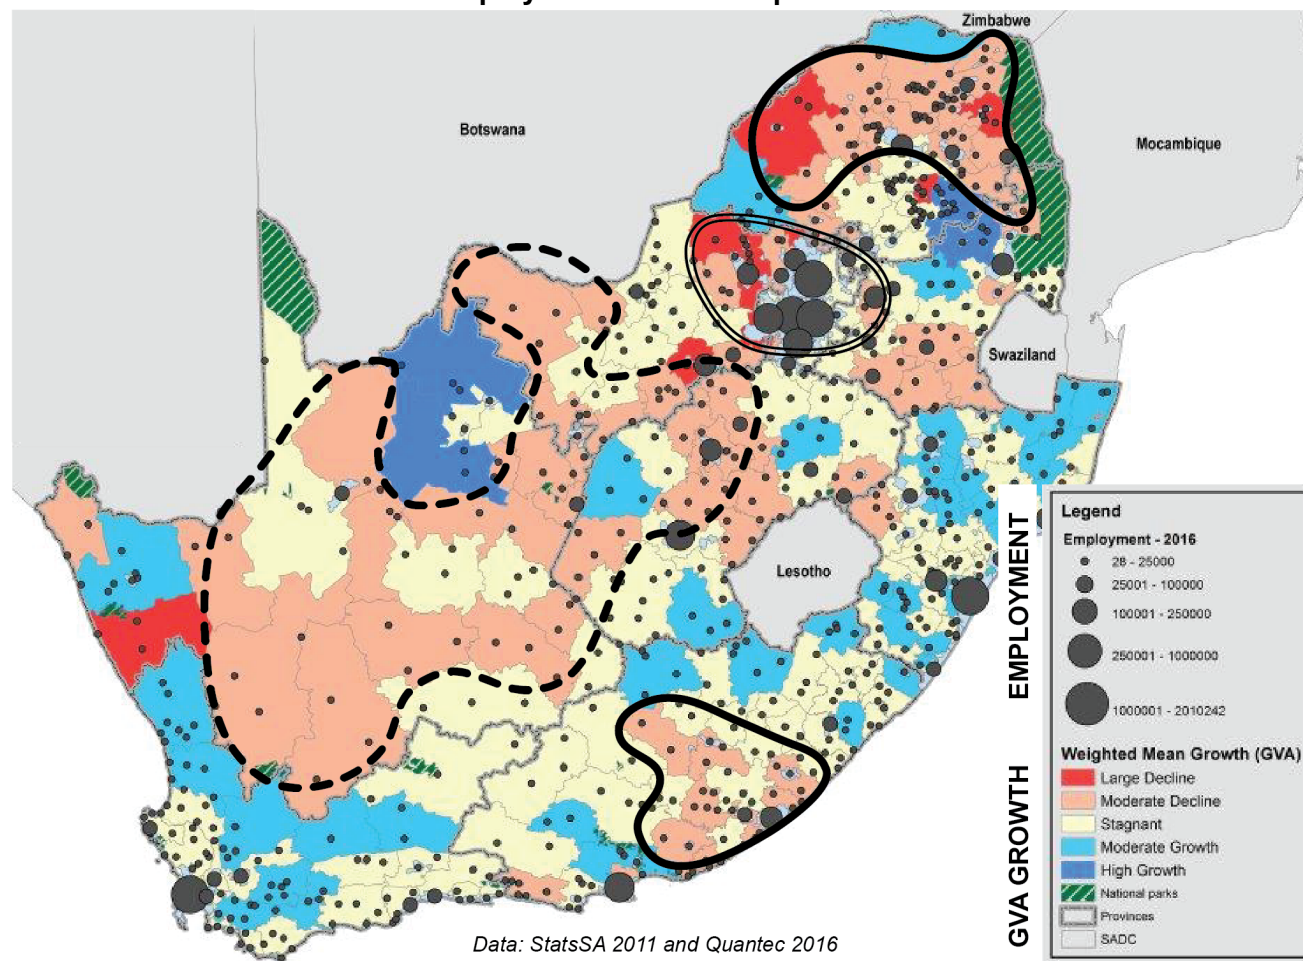 Zimbabwe
Botswana
Mocambique
Swaziland
Lesotho
EMPLOYMENT
GVA GROWTH
Legend
Employment - 2016
28 - 25000
25001 - 100000
100001 - 250000
250001 - 1000000
1000001 - 2010242
Weighted Mean Growth (GVA)
Large Decline
Moderate Decline
Stagnant
Moderate Growth
High Growth
National parks
Provinces
SADC
Data: StatsSA 2011 and Quantec 2016